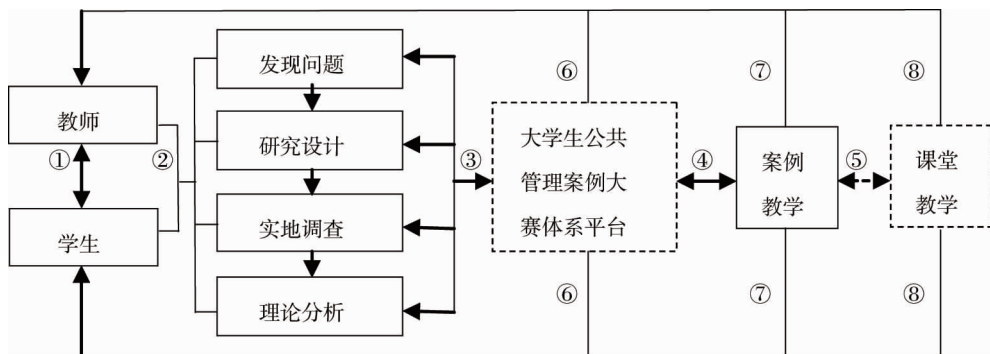 ⑥
⑦
⑧
教师
①
②
学生
发现问题
研究设计
实地调查
理论分析
③
大学生公共
管理案例大
赛体系平台
④
案例
教学
⑤
课堂
教学
⑥
⑦
⑧